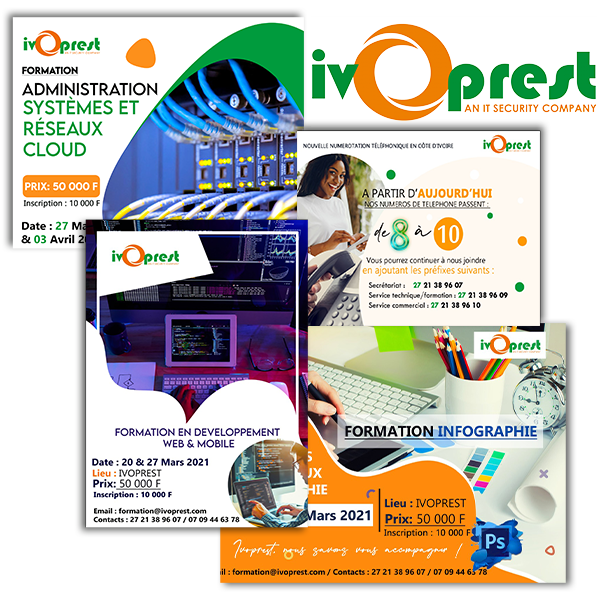 ivOprest
AN IT SECURITY COMPANY
ivOprest
FORMATION
ADMINISTRATION
SYSTÈMES ET
RÉSEAUX
CLOUD
PRIX: 50 000 F
Inscription : 10 000 F
Date : 27 Ma
& 03 Avril 20
NOUVELLE NUMEROTATION TÉLÉPHONIQUE EN CÔTE D'IVOIRE
ivOprest
A PARTIR D'AUJOURD'HUI
NOS NUMEROS DE TELEPHONE PASSENT :
de 8 à 10
Vous pourrez continuer à nous joindre
en ajoutant les préfixes suivants :
Secrétariat : 27 21 38 96 07
Service technique/formation : 27 21 38 96 09
Service commercial : 27 21 38 96 10
ivOprest
FORMATION EN DEVELOPPEMENT
WEB & MOBILE
Date : 20 & 27 Mars 2021
Lieu : IVOPREST
Prix: 50 000 F
Inscription : 10 000 F
Email : formation@ivoprest.com
Contacts : 27 21 38 96 07 / 07 09 44 63 78
ivOprest
FORMATION INFOGRAPHIE
S
UX
HIE
Mars 2021
Lieu : IVOPREST
Prix: 50 000 F
Inscription : 10 000 F
Ps
Ivoprest, nous savons vous accompagner !
il : formation@ivoprest.com / Contacts : 27 21 38 96 07 / 07 09 44 63 78